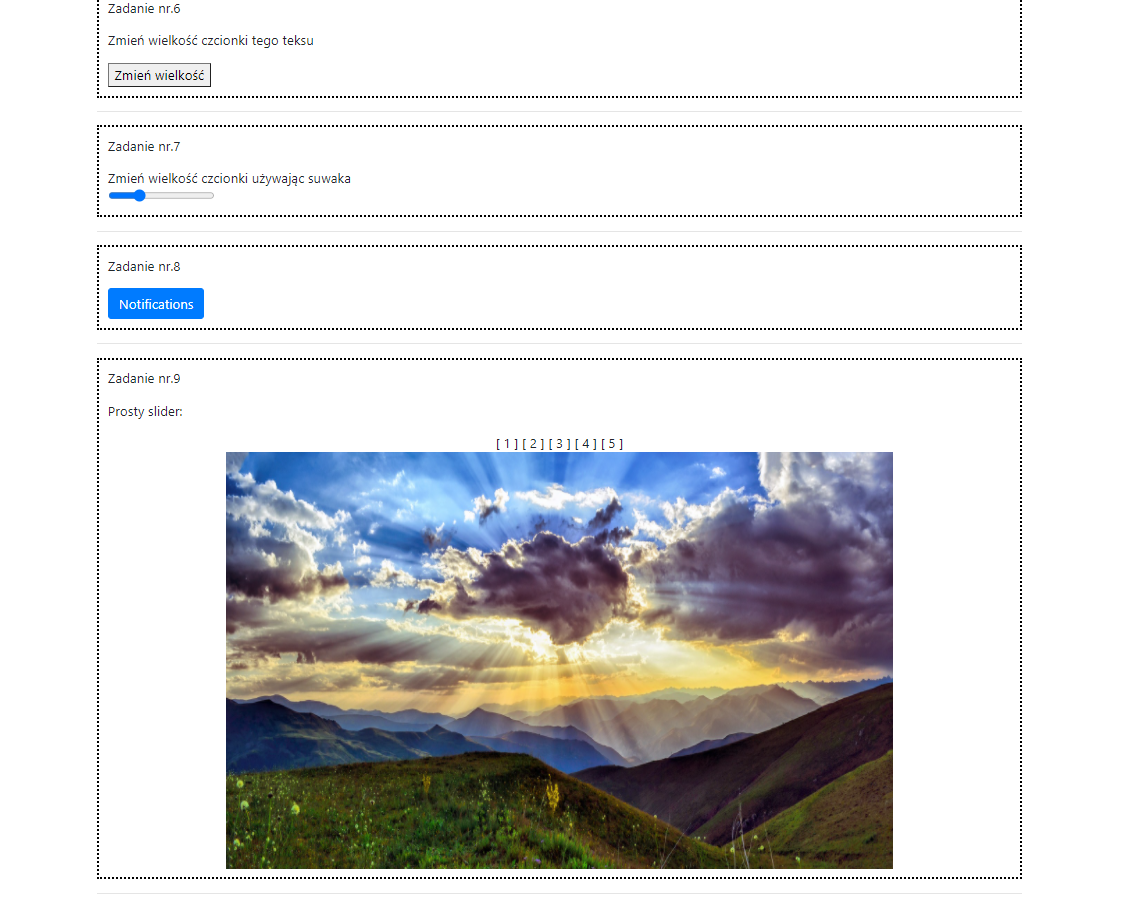 Zadanie nr.6
Zmień wielkość czcionki tego teksu
Zmień wielkość
Zadanie nr.7
Zmień wielkość czcionki używając suwaka
Zadanie nr.8
Notifications
Zadanie nr.9
Prosty slider:
[ 1 ] [ 2 ] [ 3 ] [ 4 ] [ 5 ]